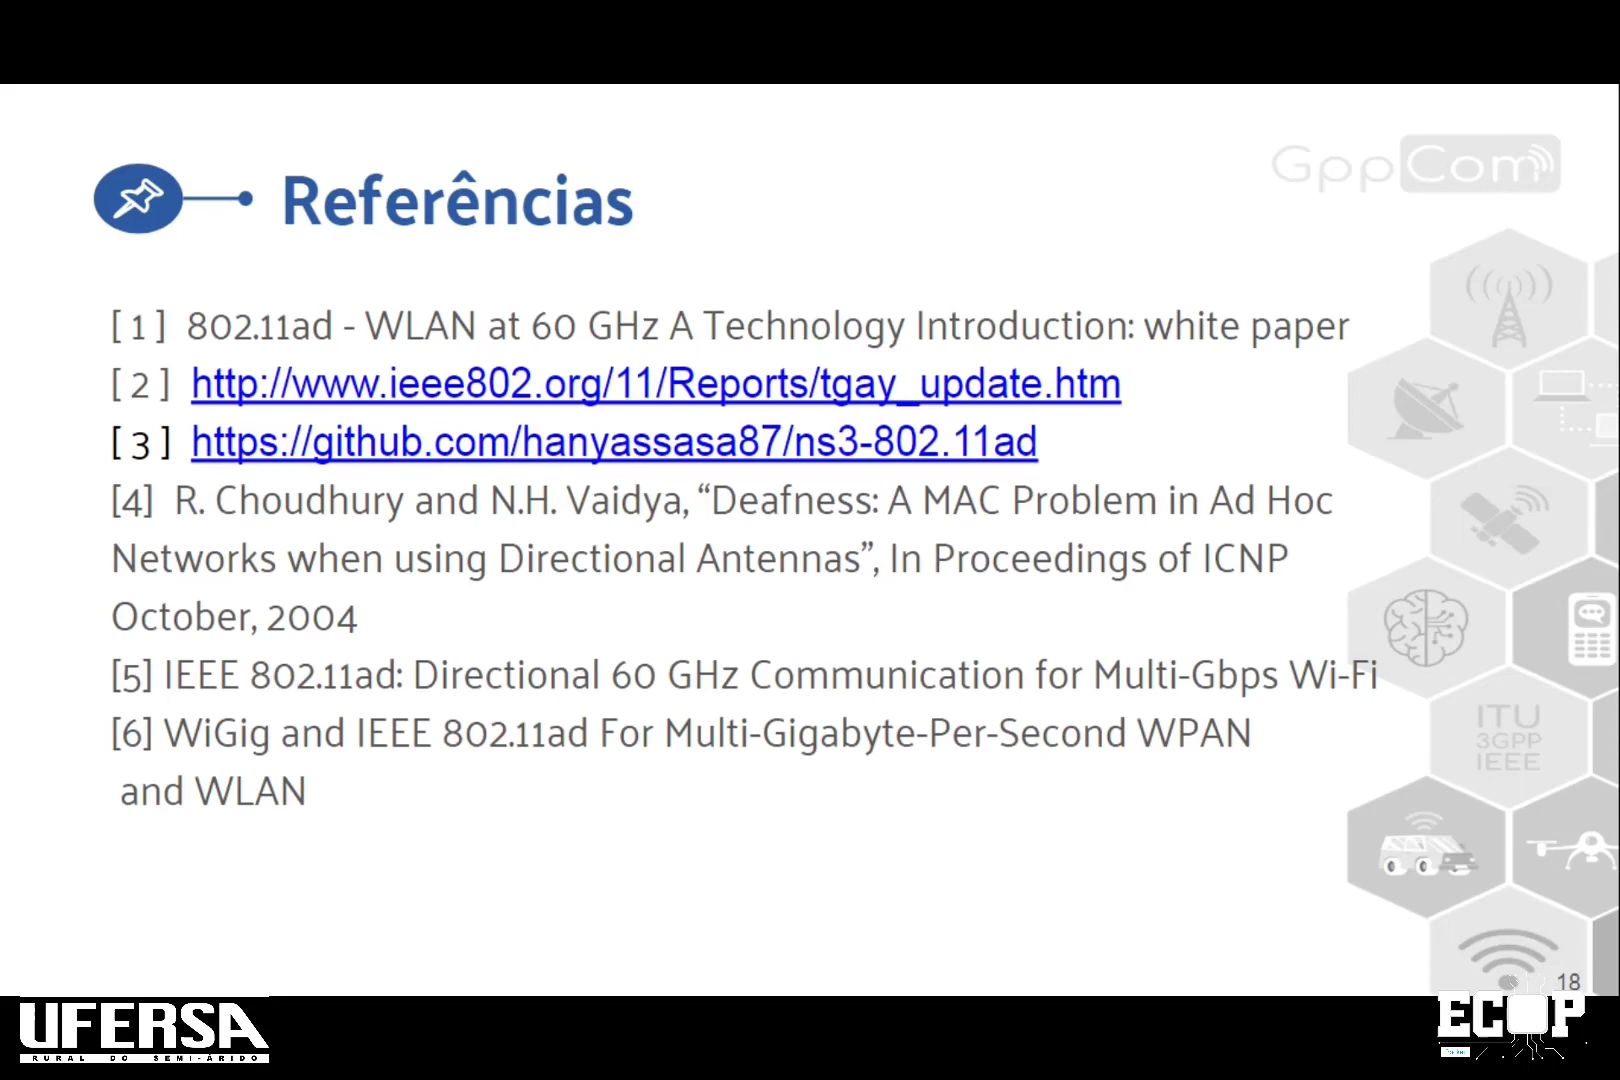 GppCom
Referências
[ 1 ] 802.11ad - WLAN at 60 GHz A Technology Introduction: white paper
[ 2 ] http://www.ieee802.org/11/Reports/tgay_update.htm
[ 3 ] https://github.com/hanyassasa87/ns3-802.11ad
[4] R. Choudhury and N.H. Vaidya, “Deafness: A MAC Problem in Ad Hoc
Networks when using Directional Antennas”, In Proceedings of ICNP
October, 2004
[5] IEEE 802.11ad: Directional 60 GHz Communication for Multi-Gbps Wi-Fi
[6] WiGig and IEEE 802.11ad For Multi-Gigabyte-Per-Second WPAN
and WLAN
ITU
3GPP
IEEE
18
UFERSA
RURAL DO SEMI-ÁRIDO
ECOP